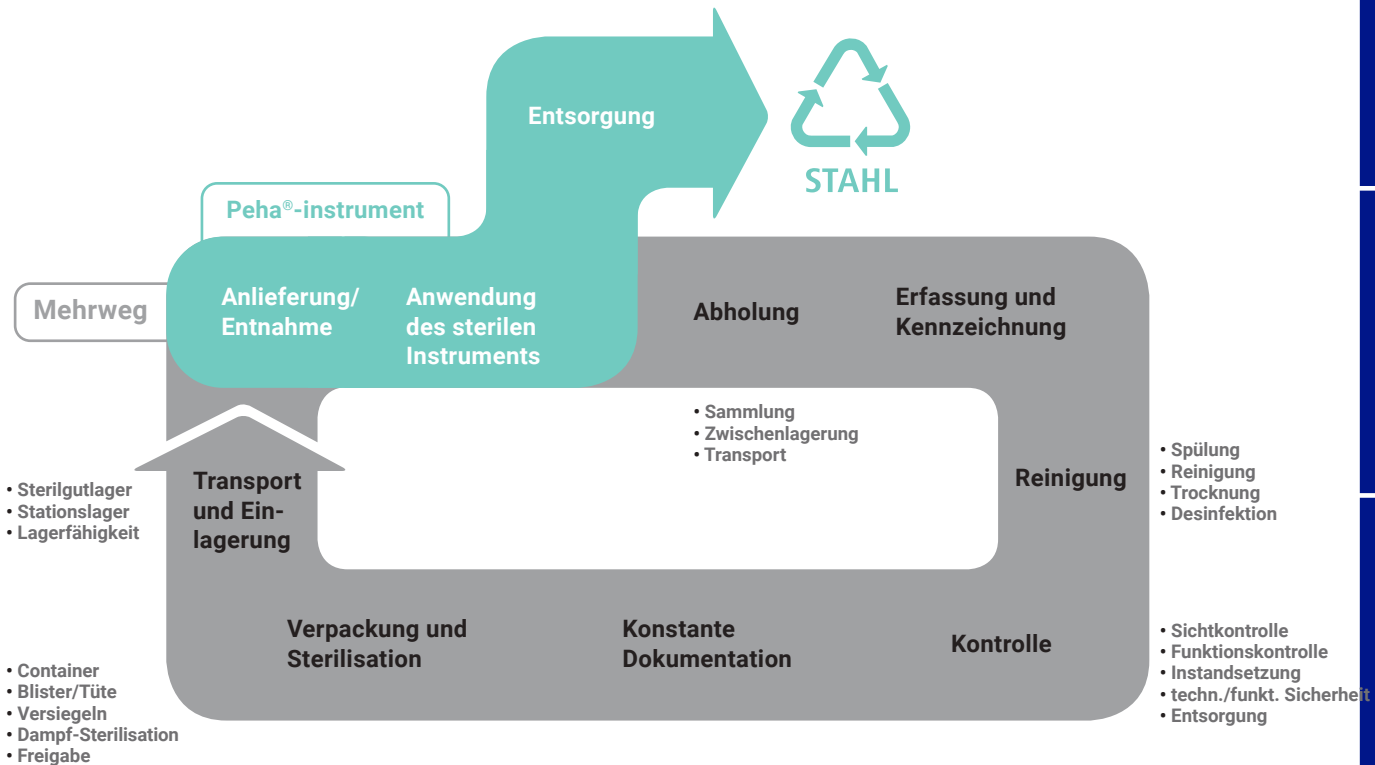 Entsorgung
STAHL
Peha®-instrument
Mehrweg
Anlieferung/
Entnahme
Anwendung
des sterilen
Instruments
Abholung
Erfassung und
Kennzeichnung
• Sammlung
• Zwischenlagerung
• Transport
• Sterilgutlager
• Stationslager
• Lagerfähigkeit
Transport
und Ein-
lagerung
Reinigung
• Spülung
• Reinigung
• Trocknung
• Desinfektion
Verpackung und
Sterilisation
Konstante
Dokumentation
Kontrolle
• Sichtkontrolle
• Funktionskontrolle
• Instandsetzung
• techn./funkt. Sicherheit
• Entsorgung
• Container
• Blister/Tüte
• Versiegeln
• Dampf-Sterilisation
• Freigabe